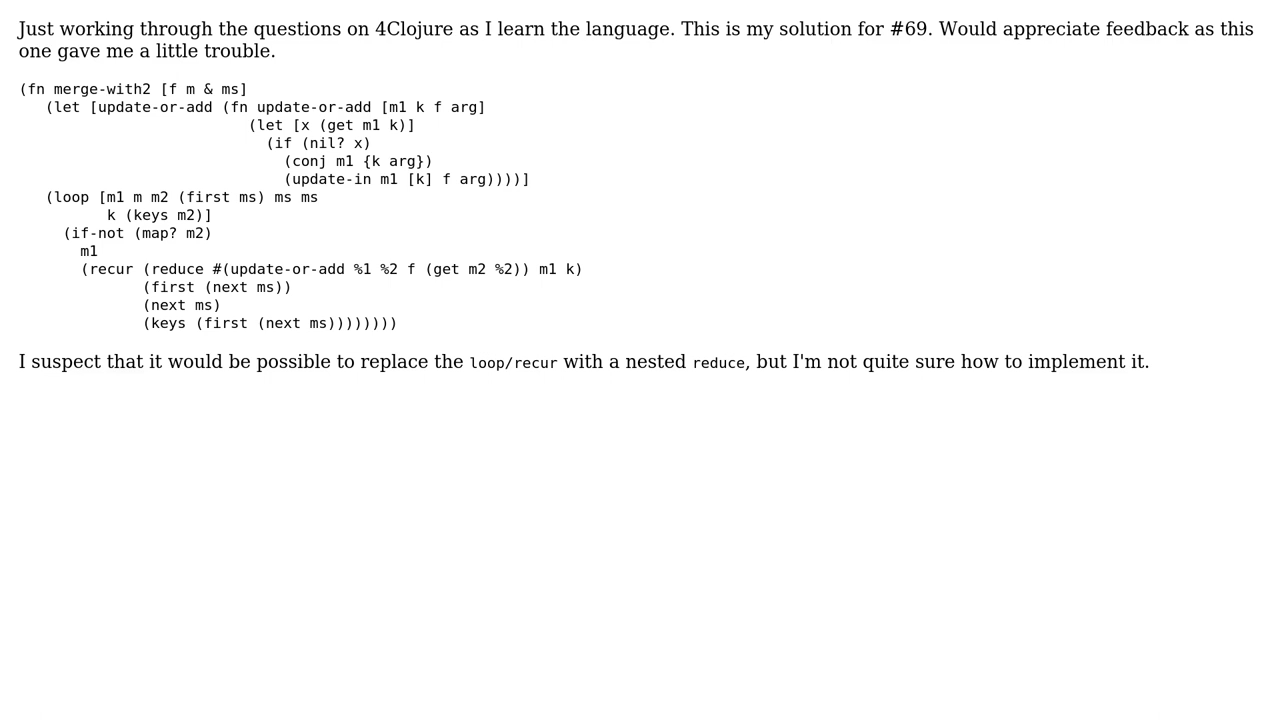 Just working through the questions on 4Clojure as I learn the language. This is my solution for #69. Would appreciate feedback as this
one gave me a little trouble.
(fn merge-with2 [f m & ms]
   (let [update-or-add (fn update-or-add [m1 k f arg]
                          (let [x (get m1 k)]
                            (if (nil? x)
                              (conj m1 {k arg})
                              (update-in m1 [k] f arg))))]
   (loop [m1 m m2 (first ms) ms ms
          k (keys m2)]
     (if-not (map? m2)
       m1
       (recur (reduce #(update-or-add %1 %2 f (get m2 %2)) m1 k)
              (first (next ms))
              (next ms)
              (keys (first (next ms))))))))
I suspect that it would be possible to replace the loop/recur with a nested reduce, but I'm not quite sure how to implement it.